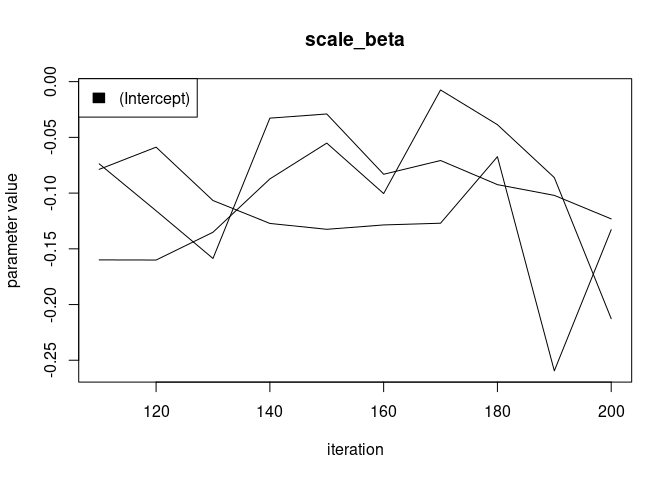 scale_beta
(Intercept)
parameter value
0.00
-0.05
-0.10
-0.15
-0.20
-0.25
120 140 160 180 200
iteration